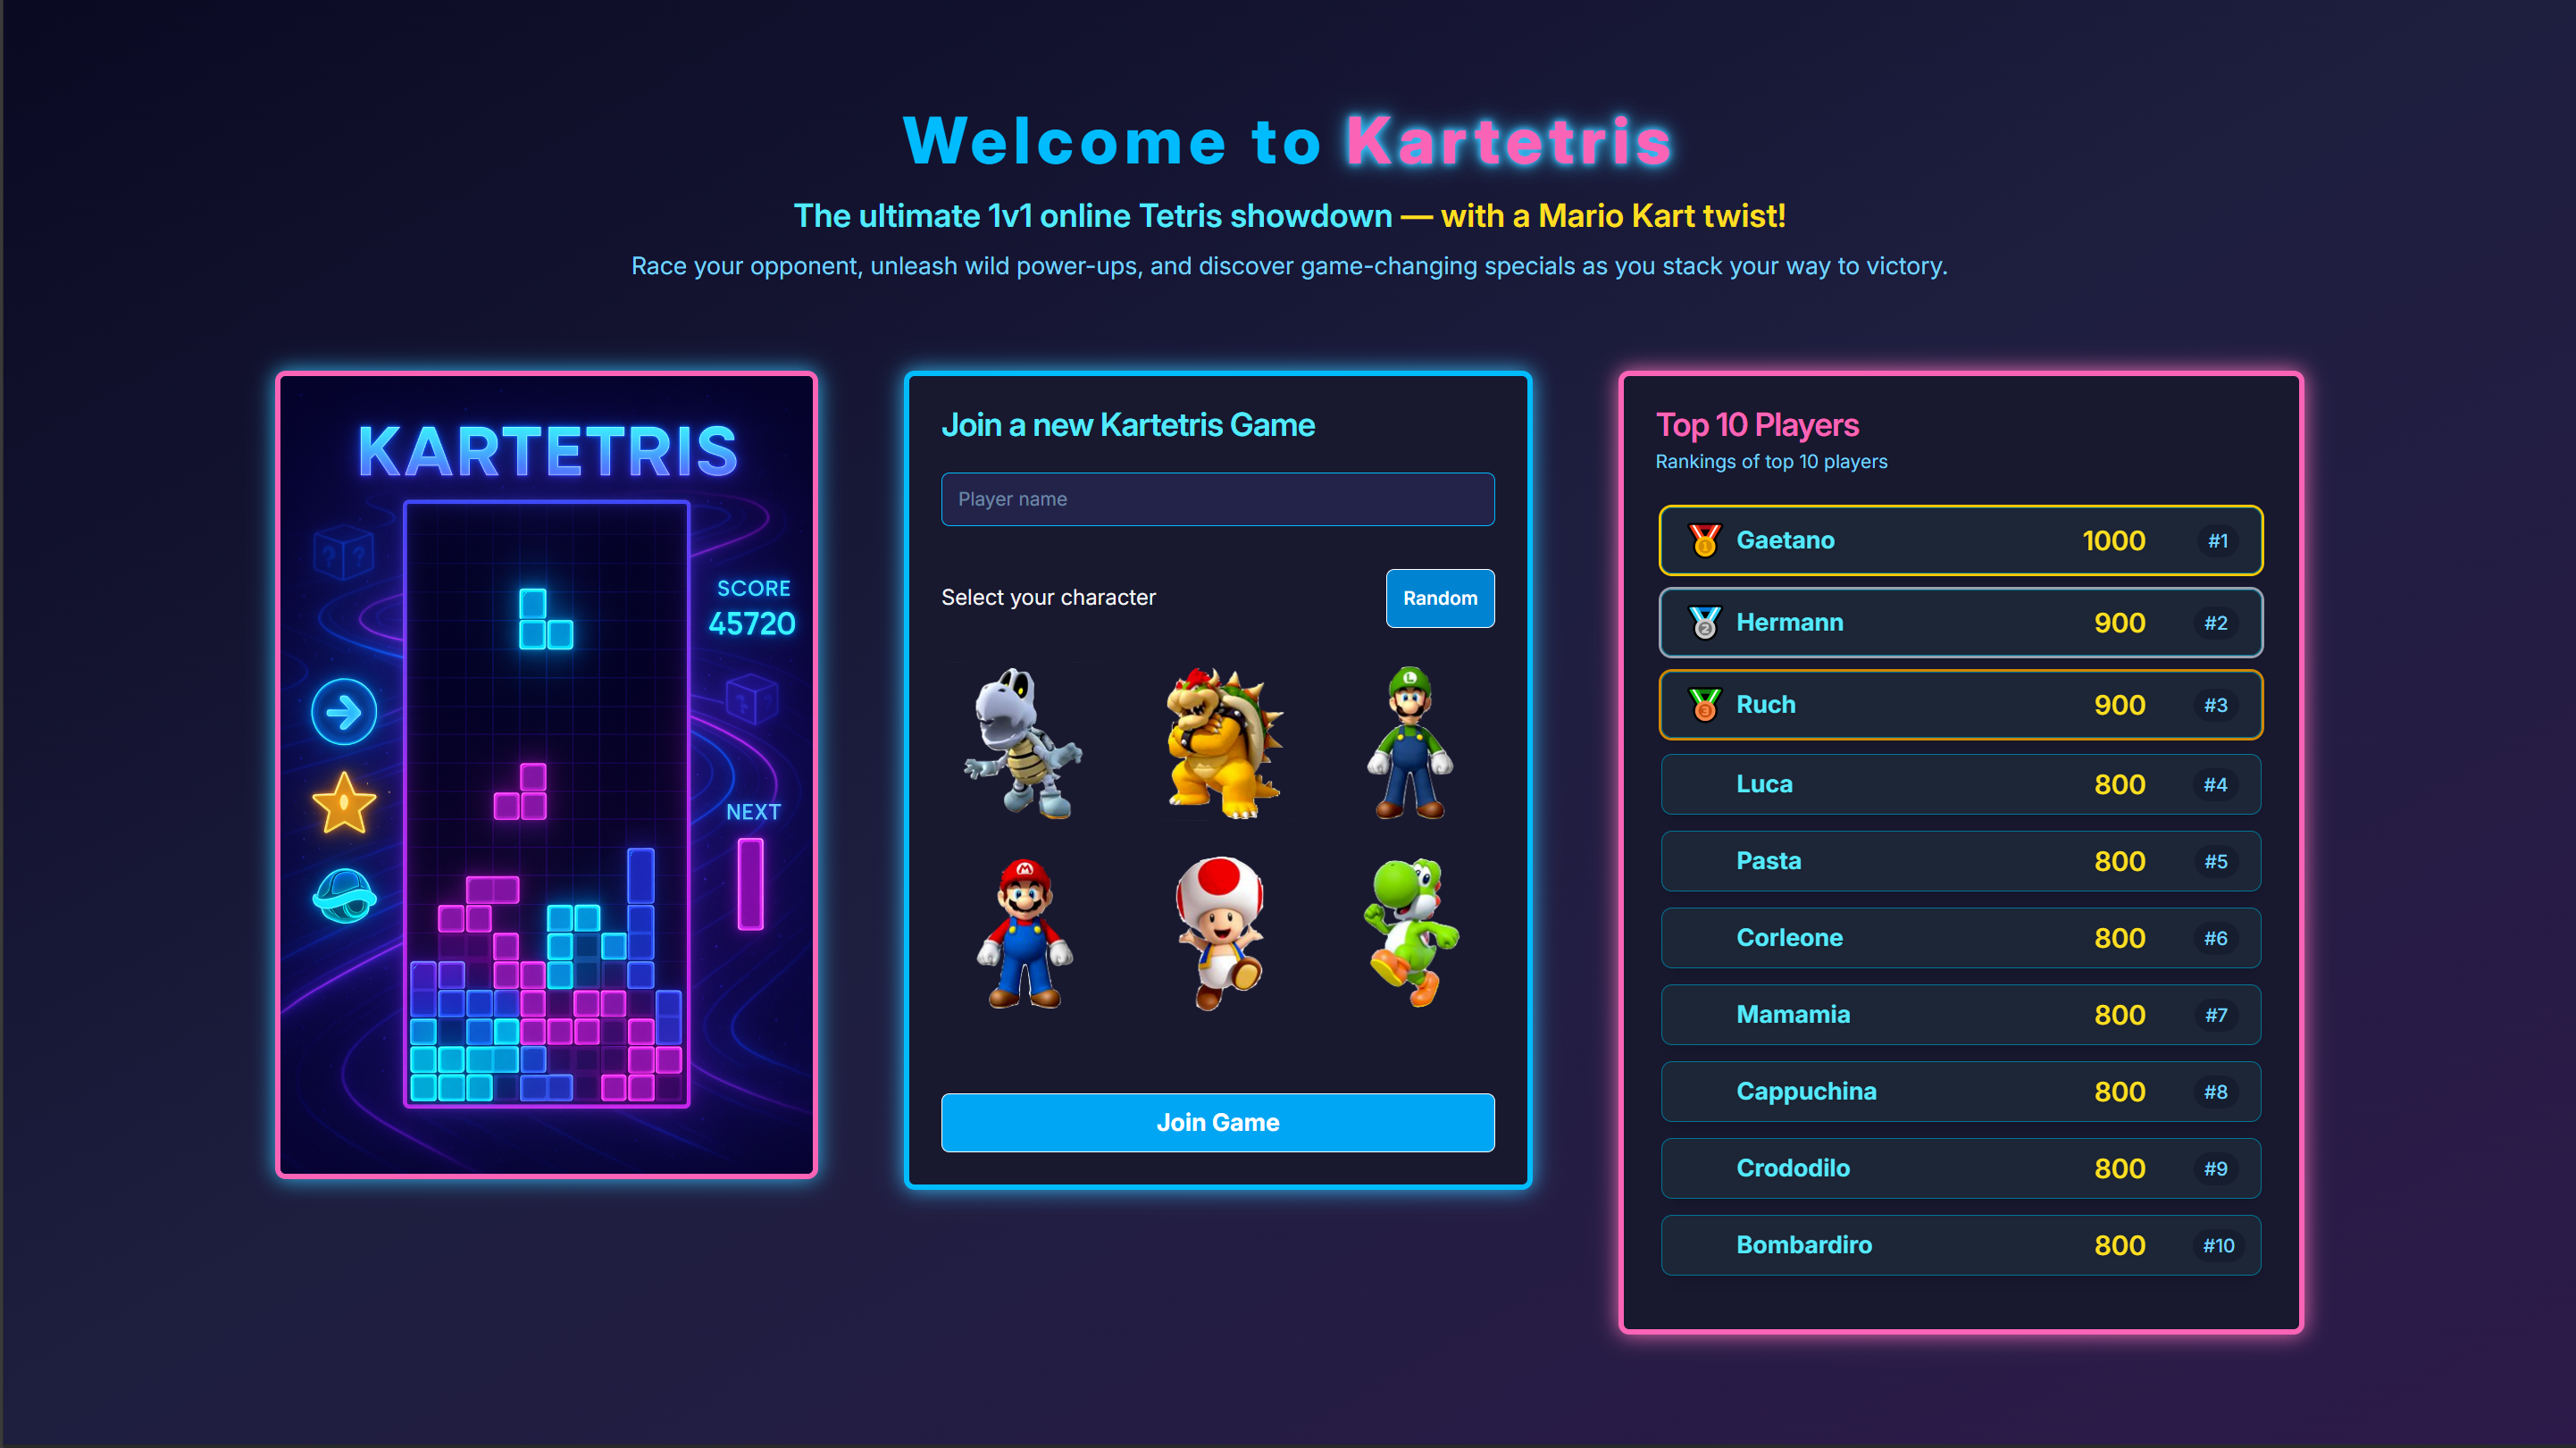 Welcome to Kartetris
The ultimate 1v1 online Tetris showdown — with a Mario Kart twist!
Race your opponent, unleash wild power-ups, and discover game-changing specials as you stack your way to victory.
KARTETRIS
? ?
SCORE
45720
? ?
NEXT
Join a new Kartetris Game
Player name
Select your character
Random
L
M
Join Game
Top 10 Players
Rankings of top 10 players
1 Gaetano 1000 #1
2 Hermann 900 #2
3 Ruch 900 #3
Luca 800 #4
Pasta 800 #5
Corleone 800 #6
Mamamia 800 #7
Cappuchina 800 #8
Crododilo 800 #9
Bombardiro 800 #10